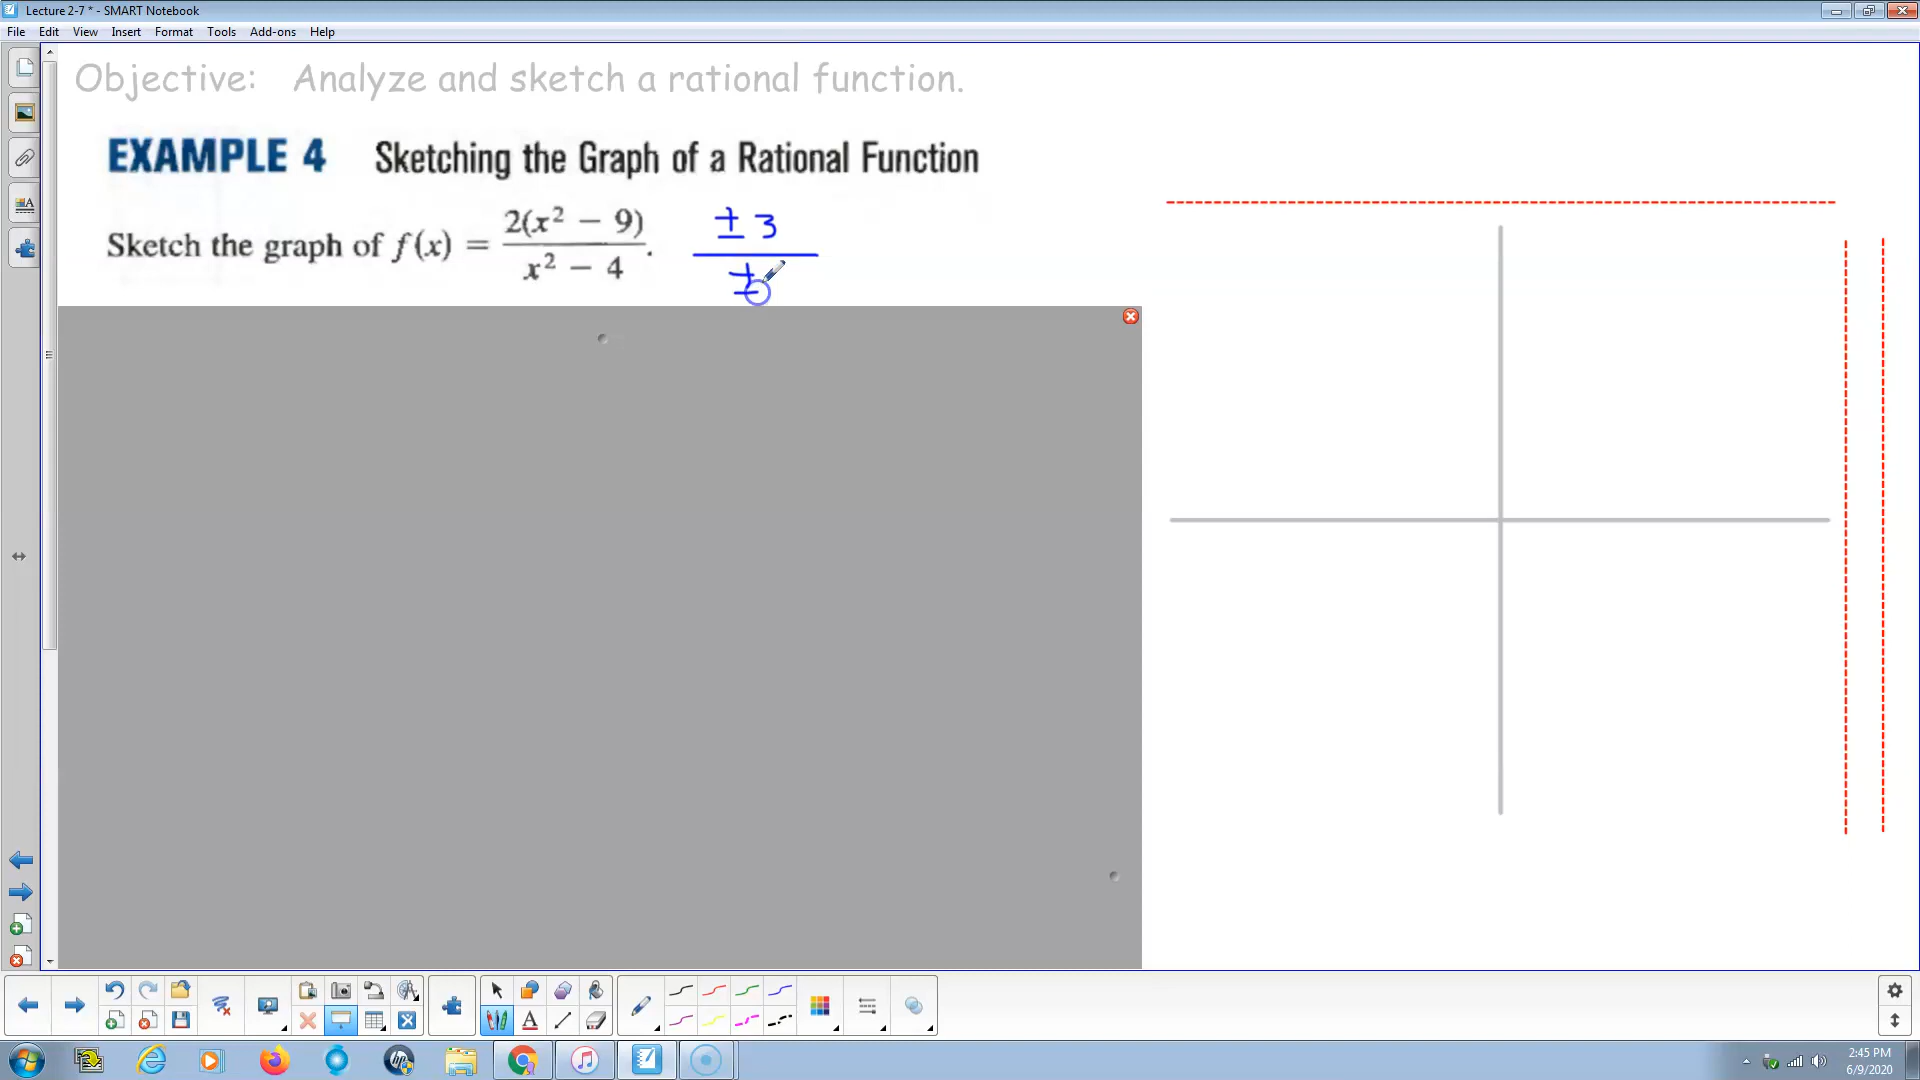 Lecture 2-7 * - SMART Notebook
File Edit View Insert Format Tools Add-ons Help
Objective: Analyze and sketch a rational function.
EXAMPLE 4 Sketching the Graph of a Rational Function
Sketch the graph of f(x) = 2(x² − 9) / x² − 4 .
± 3
±
2:45 PM
6/9/2020